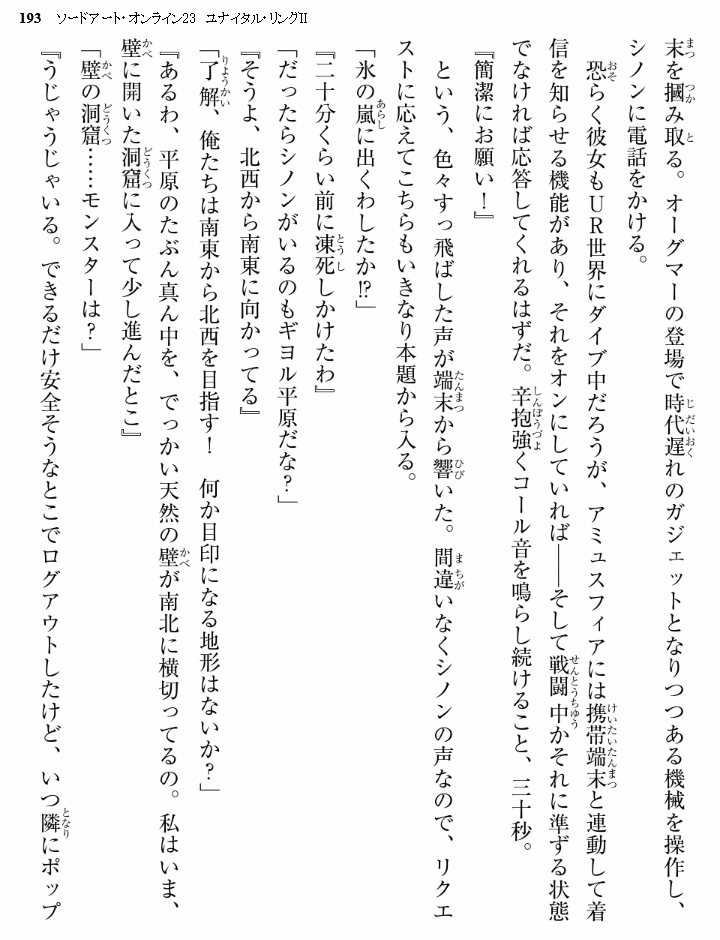 193 ソードアート・オンライン23 ユナイタル・リングⅡ
末を摑み取る。オーグマーの登場で時代遅れのガジェットとなりつつある機械を操作し、
シノンに電話をかける。
恐らく彼女もUR世界にダイブ中だろうが、アミュスフィアには携帯端末と連動して着
信を知らせる機能があり、それをオンにしていれば――そして戦闘中かそれに準ずる状態
でなければ応答してくれるはずだ。辛抱強くコール音を鳴らし続けること、三十秒。
『簡潔にお願い!』
という、色々すっ飛ばした声が端末から響いた。間違いなくシノンの声なので、リクエ
ストに応えてこちらもいきなり本題から入る。
「氷の嵐に出くわしたか!?」
『二十分くらい前に凍死しかけたわ』
「だったらシノンがいるのもギヨル平原だな?」
『そうよ、北西から南東に向かってる』
「了解、俺たちは南東から北西を目指す! 何か目印になる地形はないか?」
『あるわ、平原のたぶん真ん中を、でっかい天然の壁が南北に横切ってるの。私はいま、
壁に開いた洞窟に入って少し進んだとこ』
「壁の洞窟……モンスターは?」
『うじゃうじゃいる。できるだけ安全そうなとこでログアウトしたけど、いつ隣にポップ